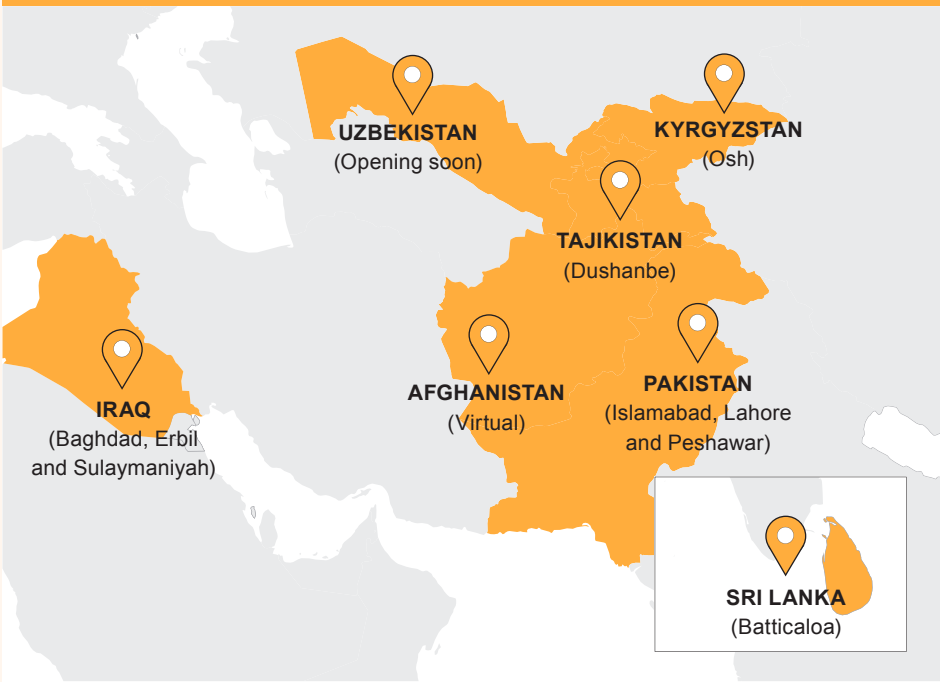 UZBEKISTAN
(Opening soon)
KYRGYZSTAN
(Osh)
TAJIKISTAN
(Dushanbe)
AFGHANISTAN
(Virtual)
PAKISTAN
(Islamabad, Lahore
and Peshawar)
IRAQ
(Baghdad, Erbil
and Sulaymaniyah)
SRI LANKA
(Batticaloa)